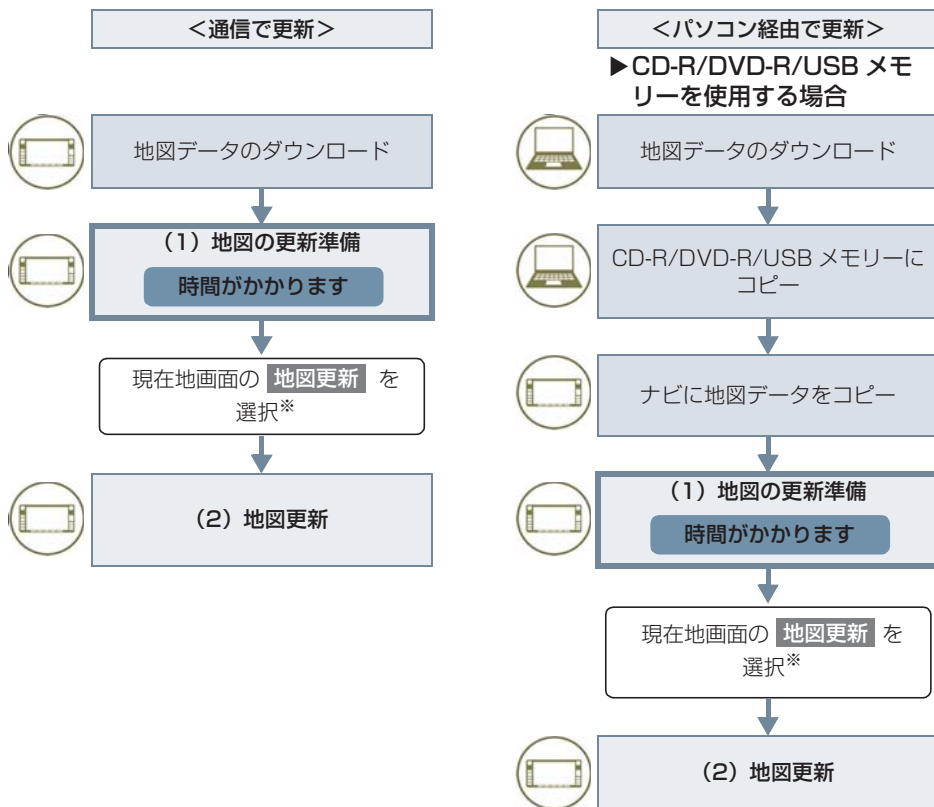 ＜通信で更新＞
地図データのダウンロード
（1）地図の更新準備
時間がかかります
現在地画面の 地図更新 を
選択※
（2）地図更新
＜パソコン経由で更新＞
▶CD-R/DVD-R/USB メモ
リーを使用する場合
地図データのダウンロード
CD-R/DVD-R/USB メモリーに
コピー
ナビに地図データをコピー
（1）地図の更新準備
時間がかかります
現在地画面の 地図更新 を
選択※
（2）地図更新